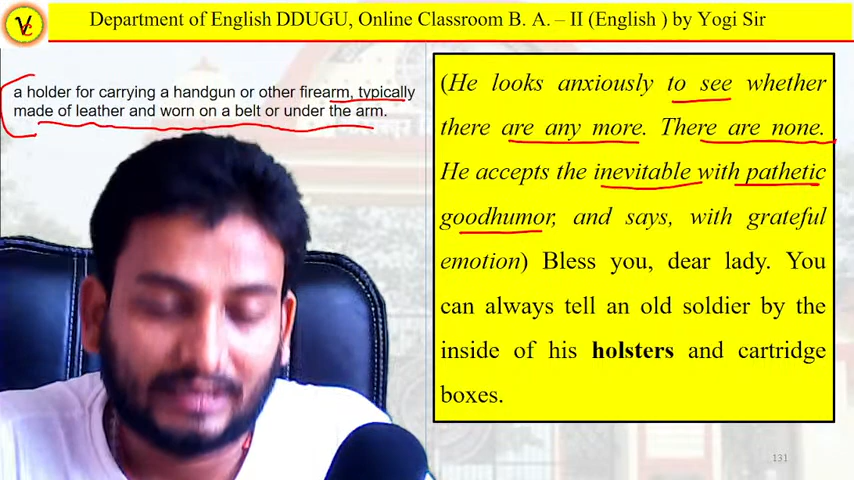 Department of English DDUGU, Online Classroom B. A. – II (English ) by Yogi Sir
a holder for carrying a handgun or other firearm, typically
made of leather and worn on a belt or under the arm.
(He looks anxiously to see whether
there are any more. There are none.
He accepts the inevitable with pathetic
goodhumor, and says, with grateful
emotion) Bless you, dear lady. You
can always tell an old soldier by the
inside of his holsters and cartridge
boxes.
131